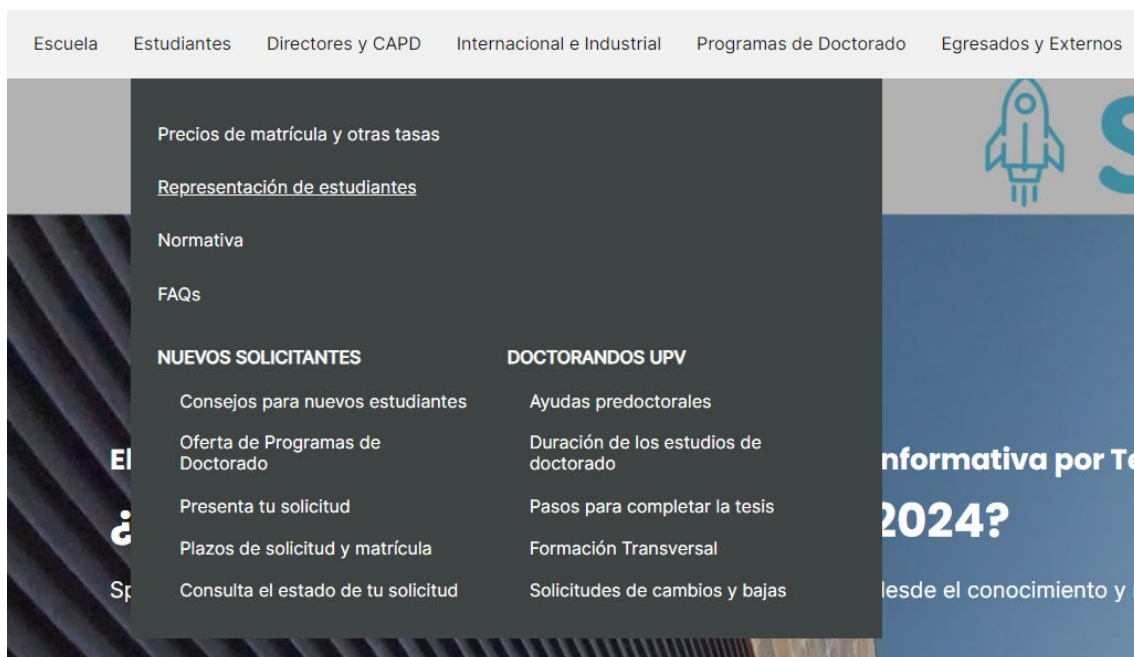 Escuela Estudiantes Directores y CAPD Internacional e Industrial Programas de Doctorado Egresados y Externos
Precios de matrícula y otras tasas
Representación de estudiantes
Normativa
FAQs
NUEVOS SOLICITANTES
Consejos para nuevos estudiantes
Oferta de Programas de
Doctorado
Presenta tu solicitud
Plazos de solicitud y matrícula
Consulta el estado de tu solicitud
DOCTORANDOS UPV
Ayudas predoctorales
Duración de los estudios de
doctorado
Pasos para completar la tesis
Formación Transversal
Solicitudes de cambios y bajas
informativa por
¿ 2024?
desde el conocimiento y